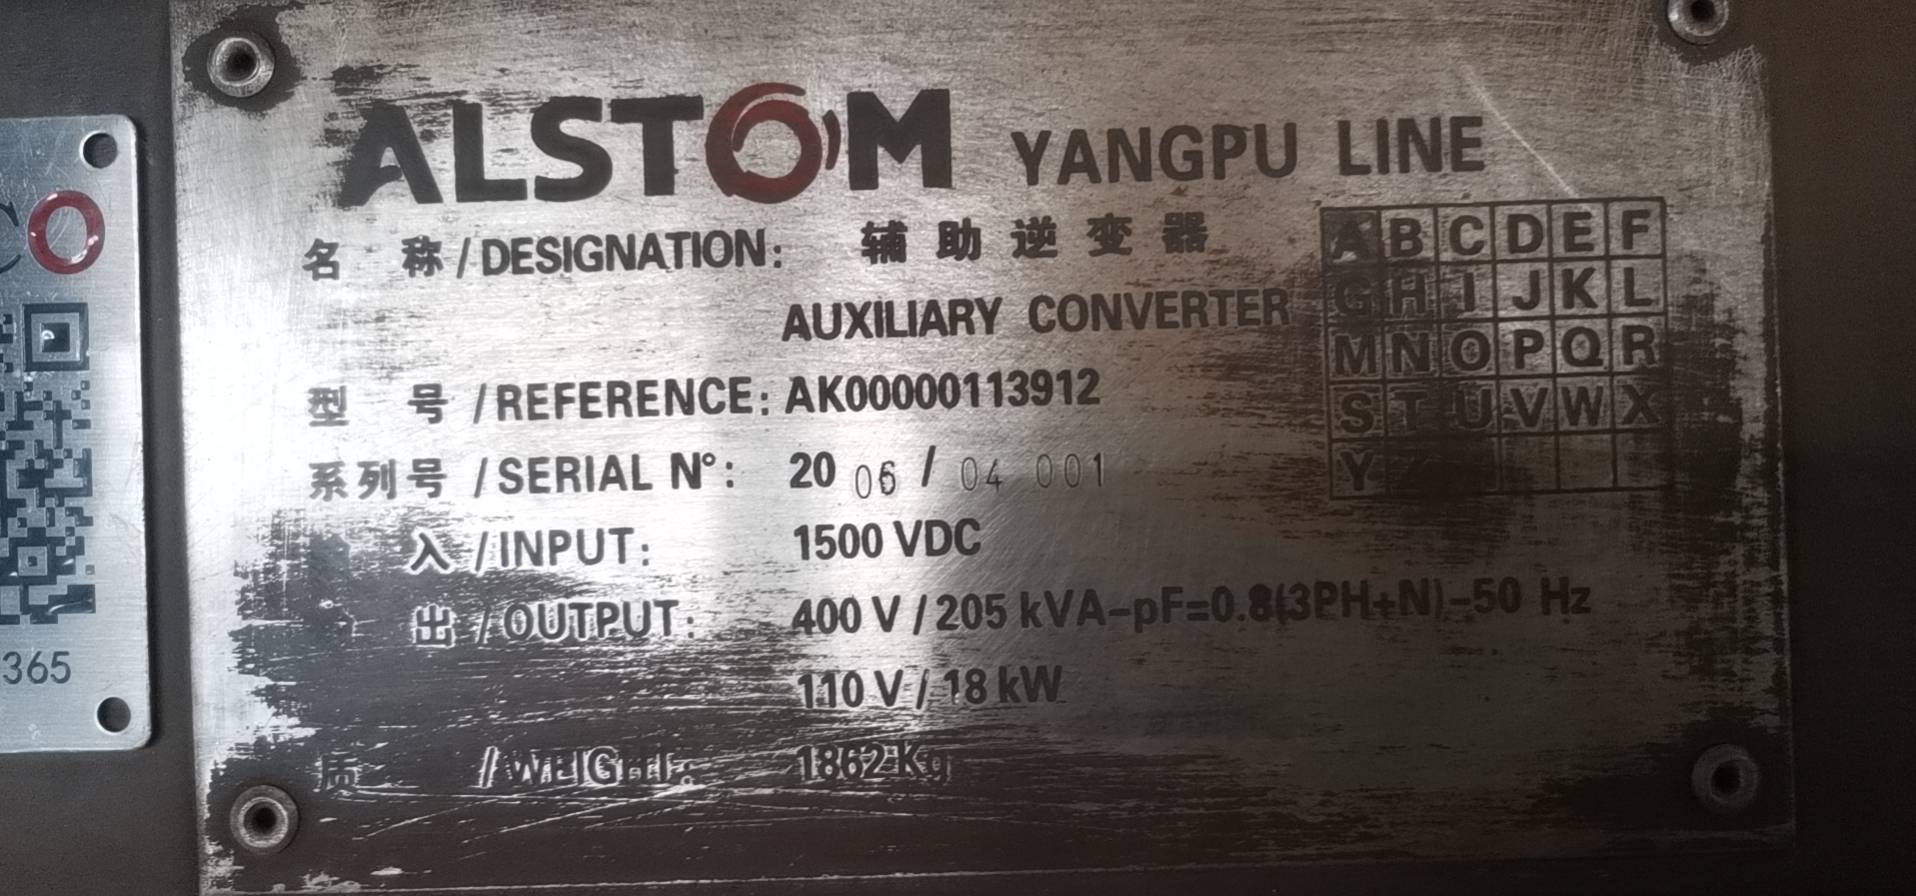 ALSTOM YANGPU LINE
名 称 / DESIGNATION: 辅助逆变器
AUXILIARY CONVERTER
型 号 / REFERENCE: AK00000113912
系列号 / SERIAL N°: 20 06 / 04 001
入 / INPUT: 1500 VDC
出 / OUTPUT: 400 V / 205 kVA-pF=0.8(3PH+N)-50 Hz
110 V / 18 kW
质 / WEIGHT: 1862 Kg
A B C D E F
G H I J K L
M N O P Q R
S T U V W X
Y
O
365